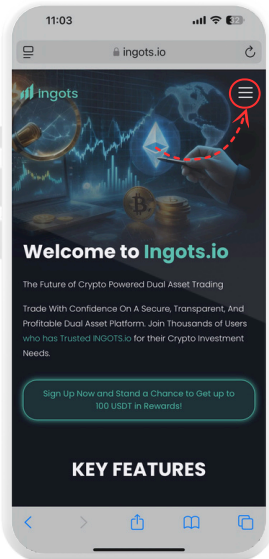 11:03
ingots.io
ingots
Welcome to Ingots.io
The Future of Crypto Powered Dual Asset Trading
Trade With Confidence On A Secure, Transparent, And
Profitable Dual Asset Platform. Join Thousands of Users
who has Trusted INGOTS.io for their Crypto Investment
Needs.
Sign Up Now and Stand a Chance to Get up to
100 USDT in Rewards!
KEY FEATURES